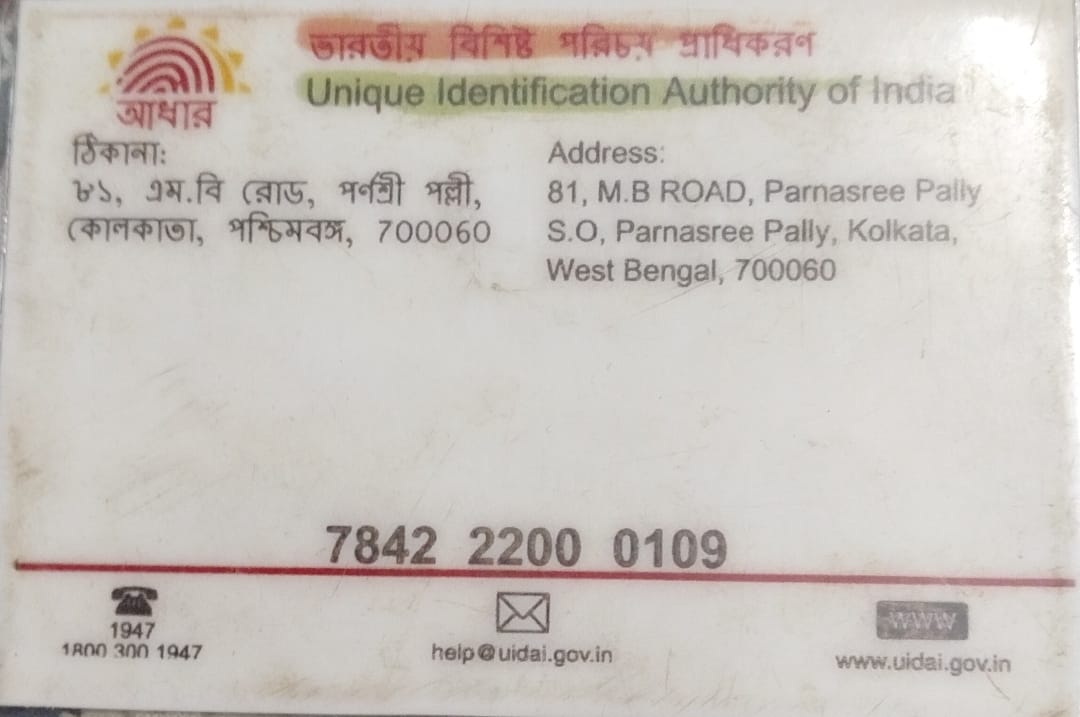 ভারতীয় বিশিষ্ট পরিচয় প্রাধিকরণ
Unique Identification Authority of India
আধার
ঠিকানা:
৮১, এম.বি রোড, পর্ণশ্রী পল্লী,
কোলকাতা, পশ্চিমবঙ্গ, 700060
Address:
81, M.B ROAD, Parnasree Pally
S.O, Parnasree Pally, Kolkata,
West Bengal, 700060
7842 2200 0109
1947
1800 300 1947
help@uidai.gov.in
www
www.uidai.gov.in